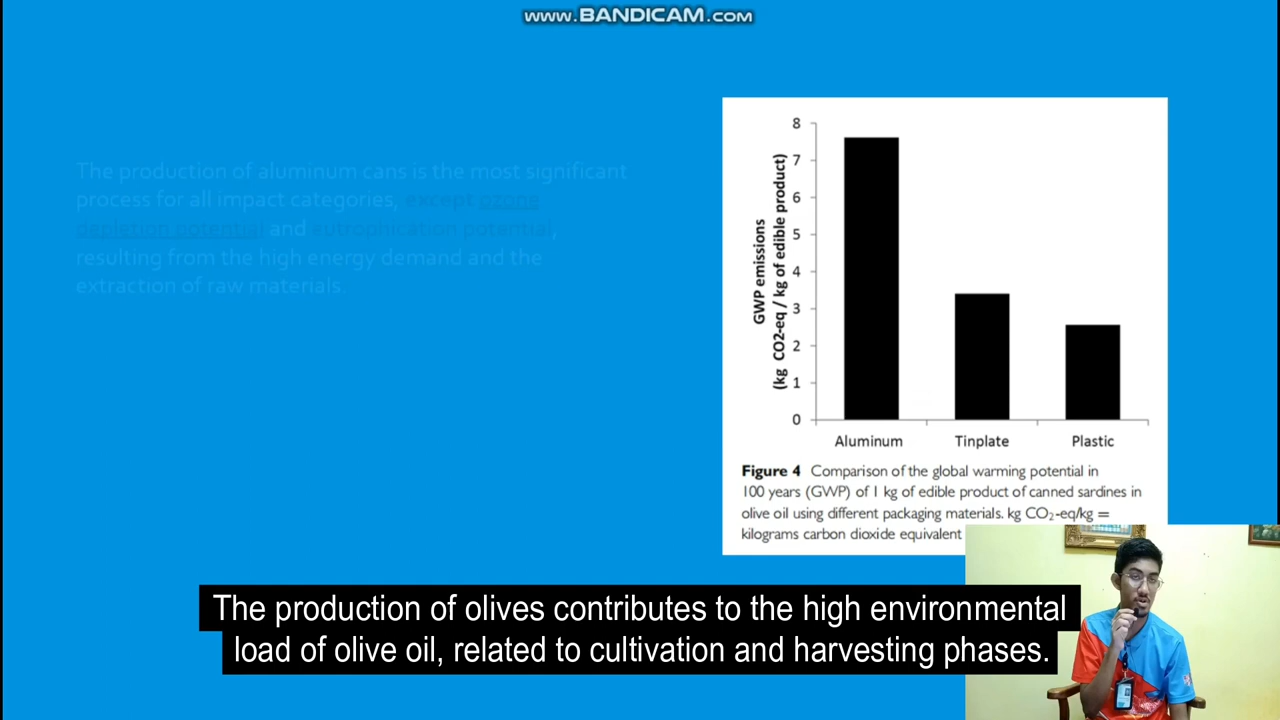 www.BANDICAM.com
The production of aluminum cans is the most significant
process for all impact categories, except ozone
depletion potential and eutrophication potential,
resulting from the high energy demand and the
extraction of raw materials.
8
7
6
5
4
3
2
1
0
GWP emissions
(kg CO2-eq / kg of edible product)
Aluminum Tinplate Plastic
Figure 4 Comparison of the global warming potential in
100 years (GWP) of 1 kg of edible product of canned sardines in
olive oil using different packaging materials. kg CO₂-eq/kg =
kilograms carbon dioxide equivalent
The production of olives contributes to the high environmental
load of olive oil, related to cultivation and harvesting phases.